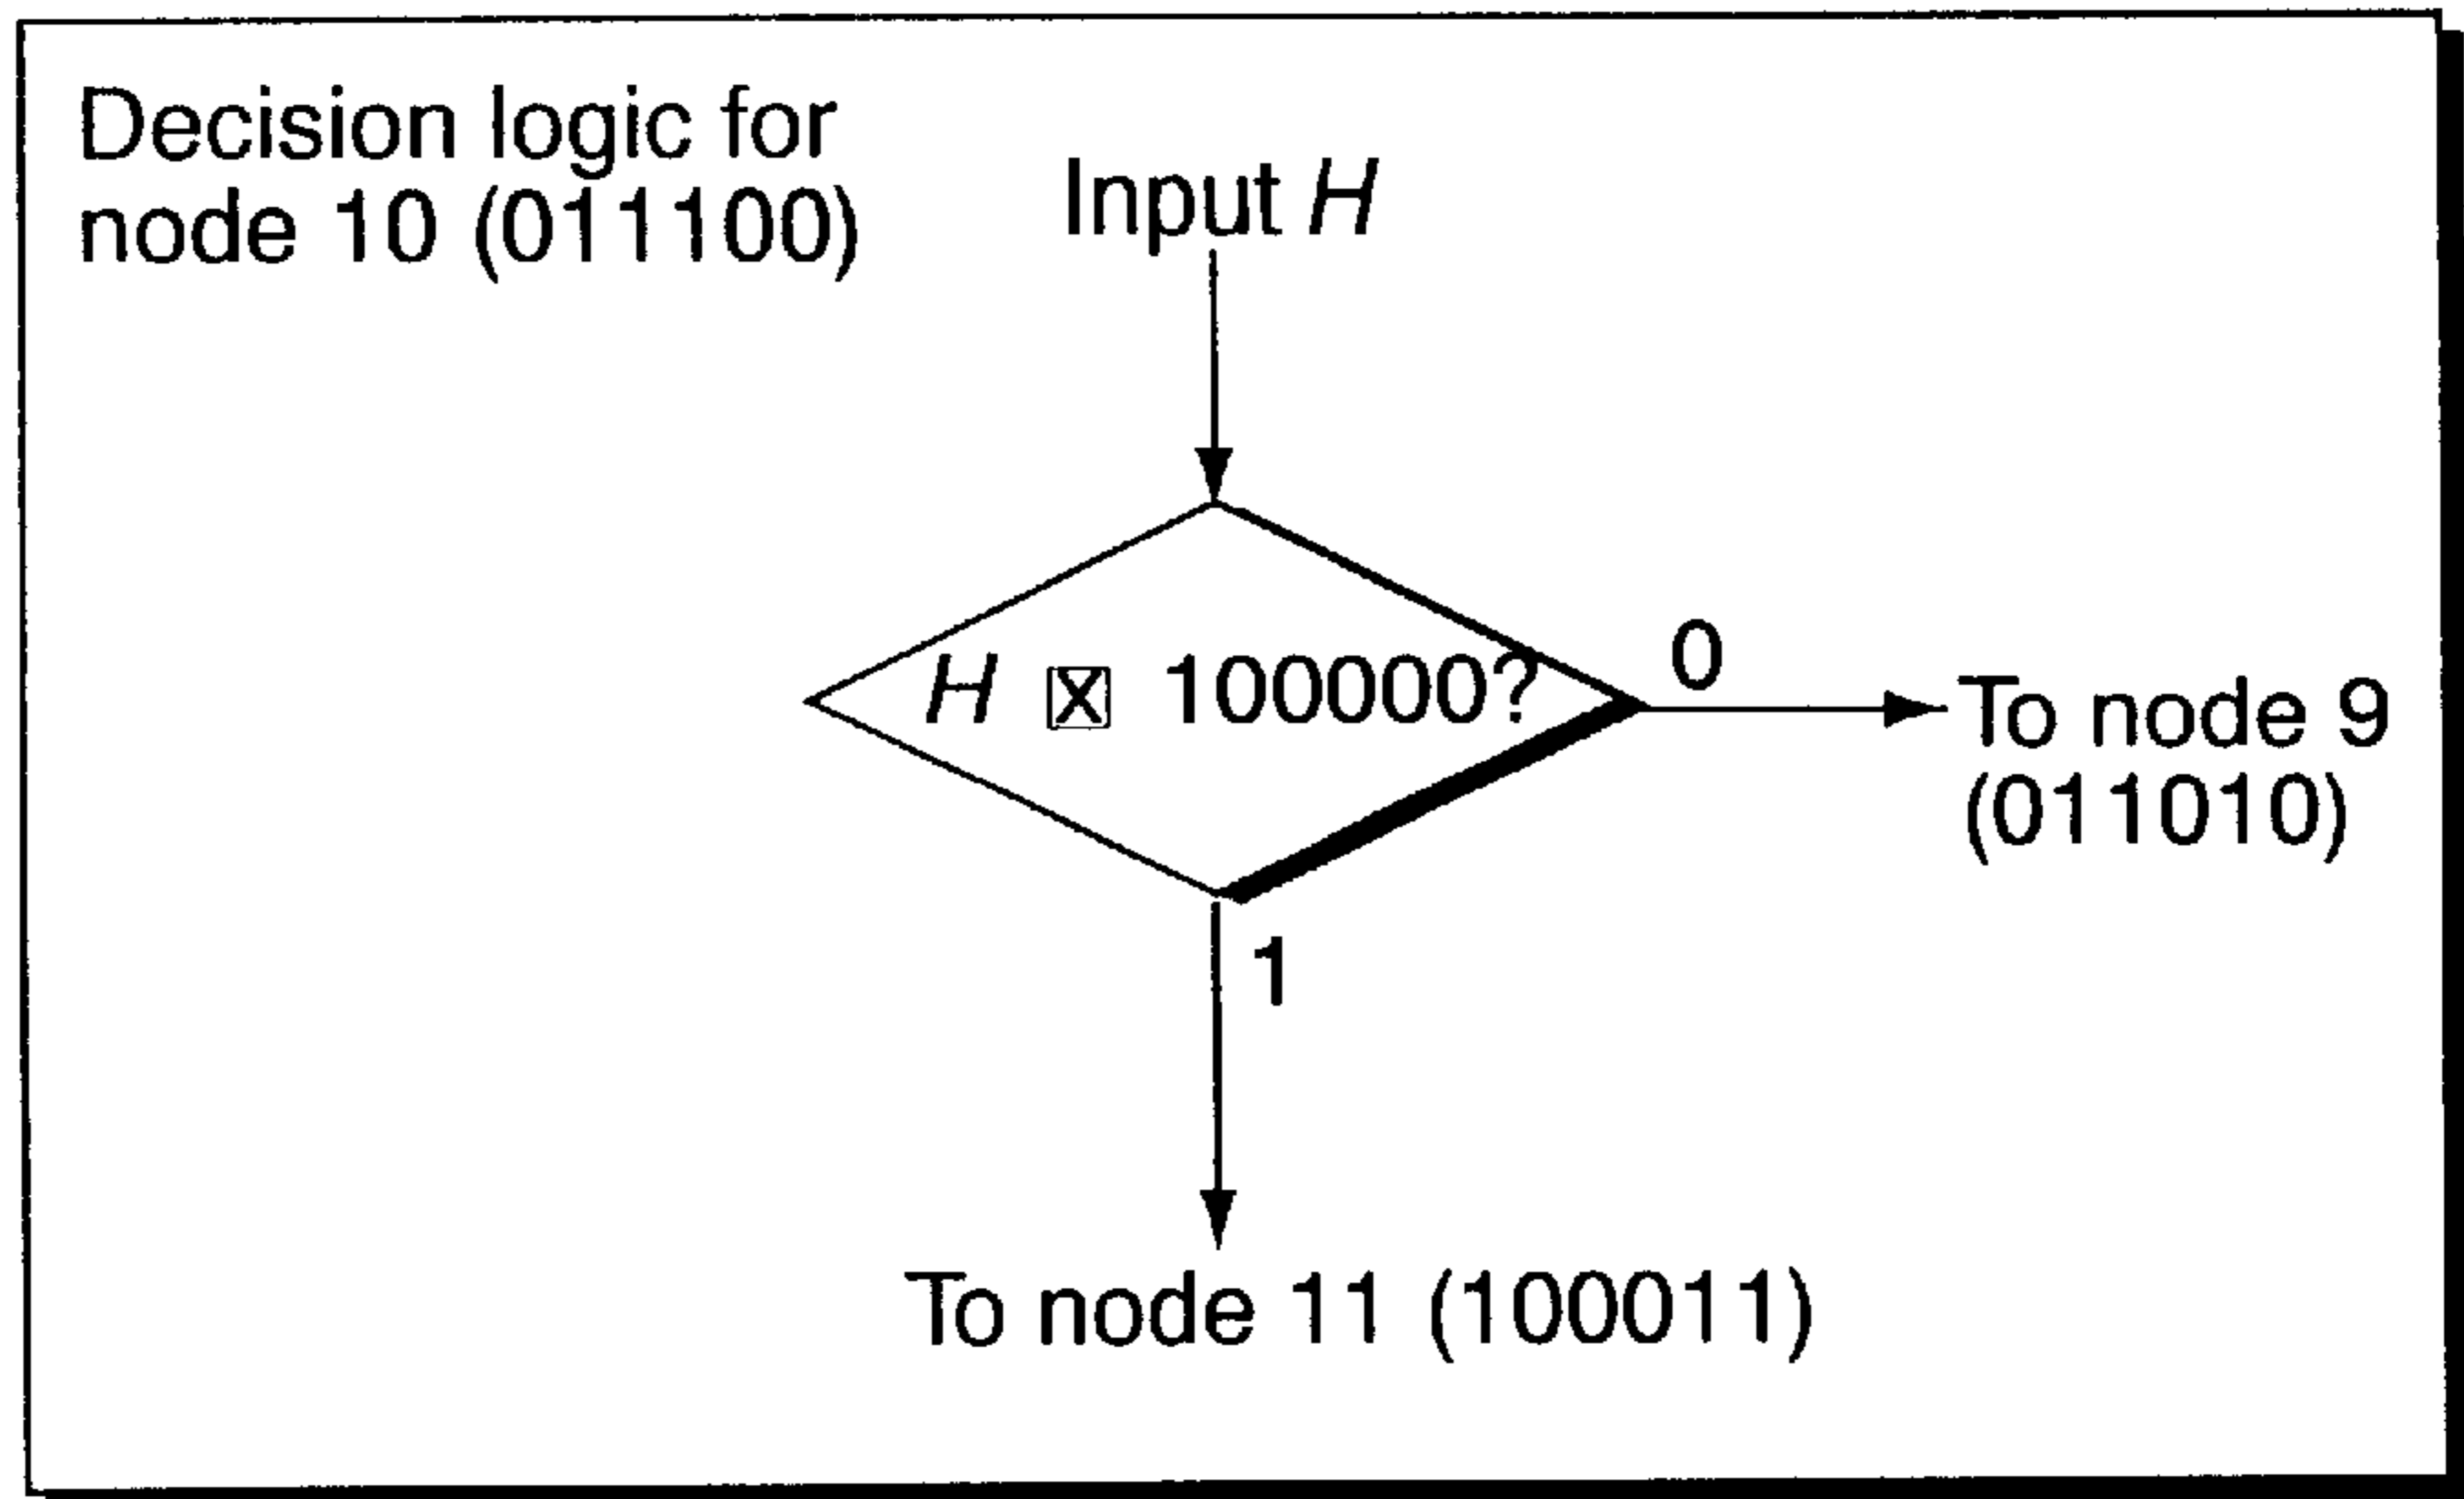 Decision logic for
node 10 (011100)
Input H
H ☒ 100000?
0
To node 9
(011010)
1
To node 11 (100011)